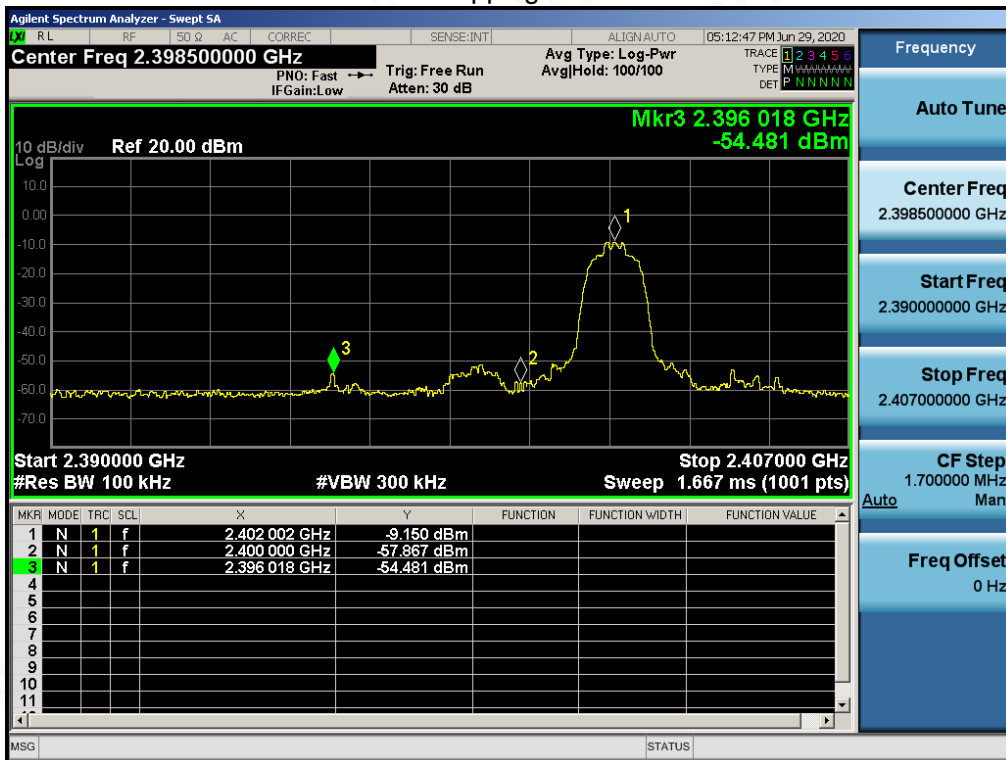 Agilent Spectrum Analyzer - Swept SA
LXI RL RF 50 Ω AC CORREC SENSE:INT ALIGN AUTO 05:12:47 PM Jun 29, 2020
Center Freq 2.398500000 GHz
PNO: Fast
IFGain:Low
Trig: Free Run
Atten: 30 dB
Avg Type: Log-Pwr
Avg|Hold: 100/100
TRACE 1 2 3 4 5 6
TYPE M
DET P N N N N N
Mkr3 2.396 018 GHz
-54.481 dBm
10 dB/div Ref 20.00 dBm
Log
10.0
0.00
-10.0
-20.0
-30.0
-40.0
-50.0
-60.0
-70.0
1
2
3
Start 2.390000 GHz Stop 2.407000 GHz
#Res BW 100 kHz #VBW 300 kHz Sweep 1.667 ms (1001 pts)
MKR MODE TRC SCL X Y FUNCTION FUNCTION WIDTH FUNCTION VALUE
1 N 1 f 2.402 002 GHz -9.150 dBm
2 N 1 f 2.400 000 GHz -57.867 dBm
3 N 1 f 2.396 018 GHz -54.481 dBm
4
5
6
7
8
9
10
11
MSG STATUS
Frequency
Auto Tune
Center Freq
2.398500000 GHz
Start Freq
2.390000000 GHz
Stop Freq
2.407000000 GHz
CF Step
1.700000 MHz
Auto Man
Freq Offset
0 Hz